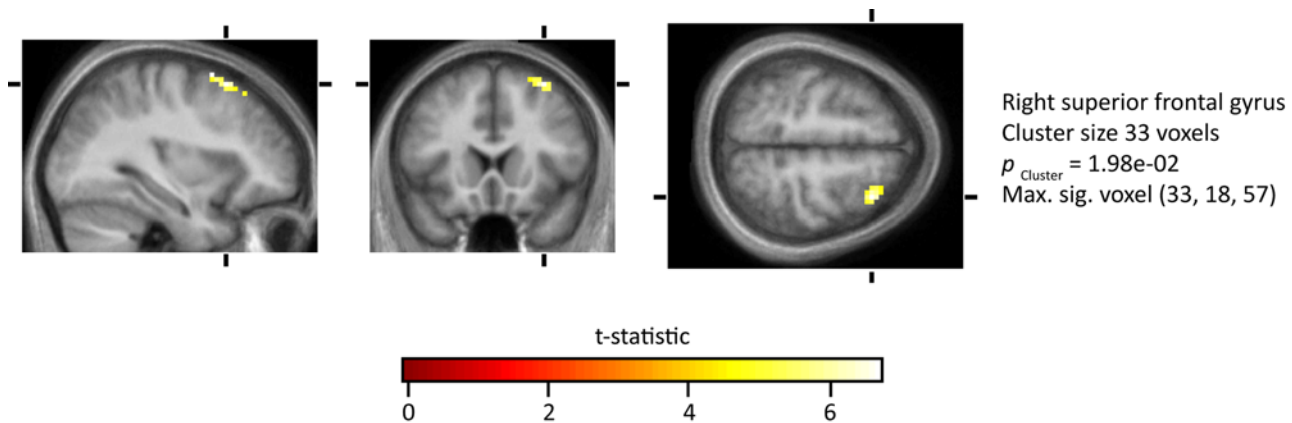 Right superior frontal gyrus
Cluster size 33 voxels
p Cluster = 1.98e-02
Max. sig. voxel (33, 18, 57)
t-statistic
0 2 4 6